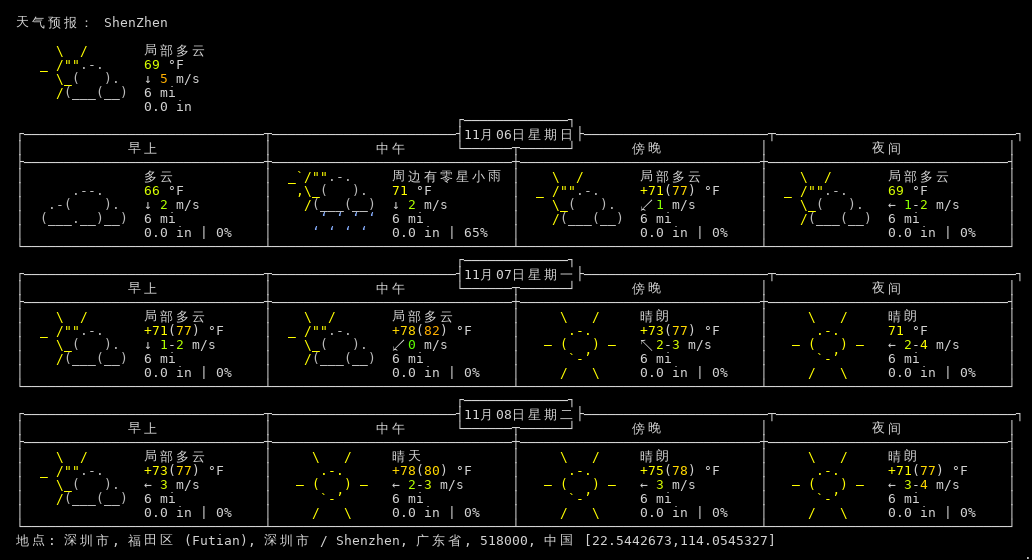 天气预报： ShenZhen
局部多云
69 °F
↓ 5 m/s
6 mi
0.0 in
11月06日星期日
早上 中午 傍晚 夜间
多云 周边有零星小雨 局部多云 局部多云
66 °F 71 °F +71(77) °F 69 °F
↓ 2 m/s ↓ 2 m/s ↙ 1 m/s ← 1-2 m/s
6 mi 6 mi 6 mi 6 mi
0.0 in | 0% 0.0 in | 65% 0.0 in | 0% 0.0 in | 0%
11月07日星期一
早上 中午 傍晚 夜间
局部多云 局部多云 晴朗 晴朗
+71(77) °F +78(82) °F +73(77) °F 71 °F
↓ 1-2 m/s ↙ 0 m/s ↖ 2-3 m/s ← 2-4 m/s
6 mi 6 mi 6 mi 6 mi
0.0 in | 0% 0.0 in | 0% 0.0 in | 0% 0.0 in | 0%
11月08日星期二
早上 中午 傍晚 夜间
局部多云 晴天 晴朗 晴朗
+73(77) °F +78(80) °F +75(78) °F +71(77) °F
← 3 m/s ← 2-3 m/s ← 3 m/s ← 3-4 m/s
6 mi 6 mi 6 mi 6 mi
0.0 in | 0% 0.0 in | 0% 0.0 in | 0% 0.0 in | 0%
地点: 深圳市, 福田区 (Futian), 深圳市 / Shenzhen, 广东省, 518000, 中国 [22.5442673,114.0545327]